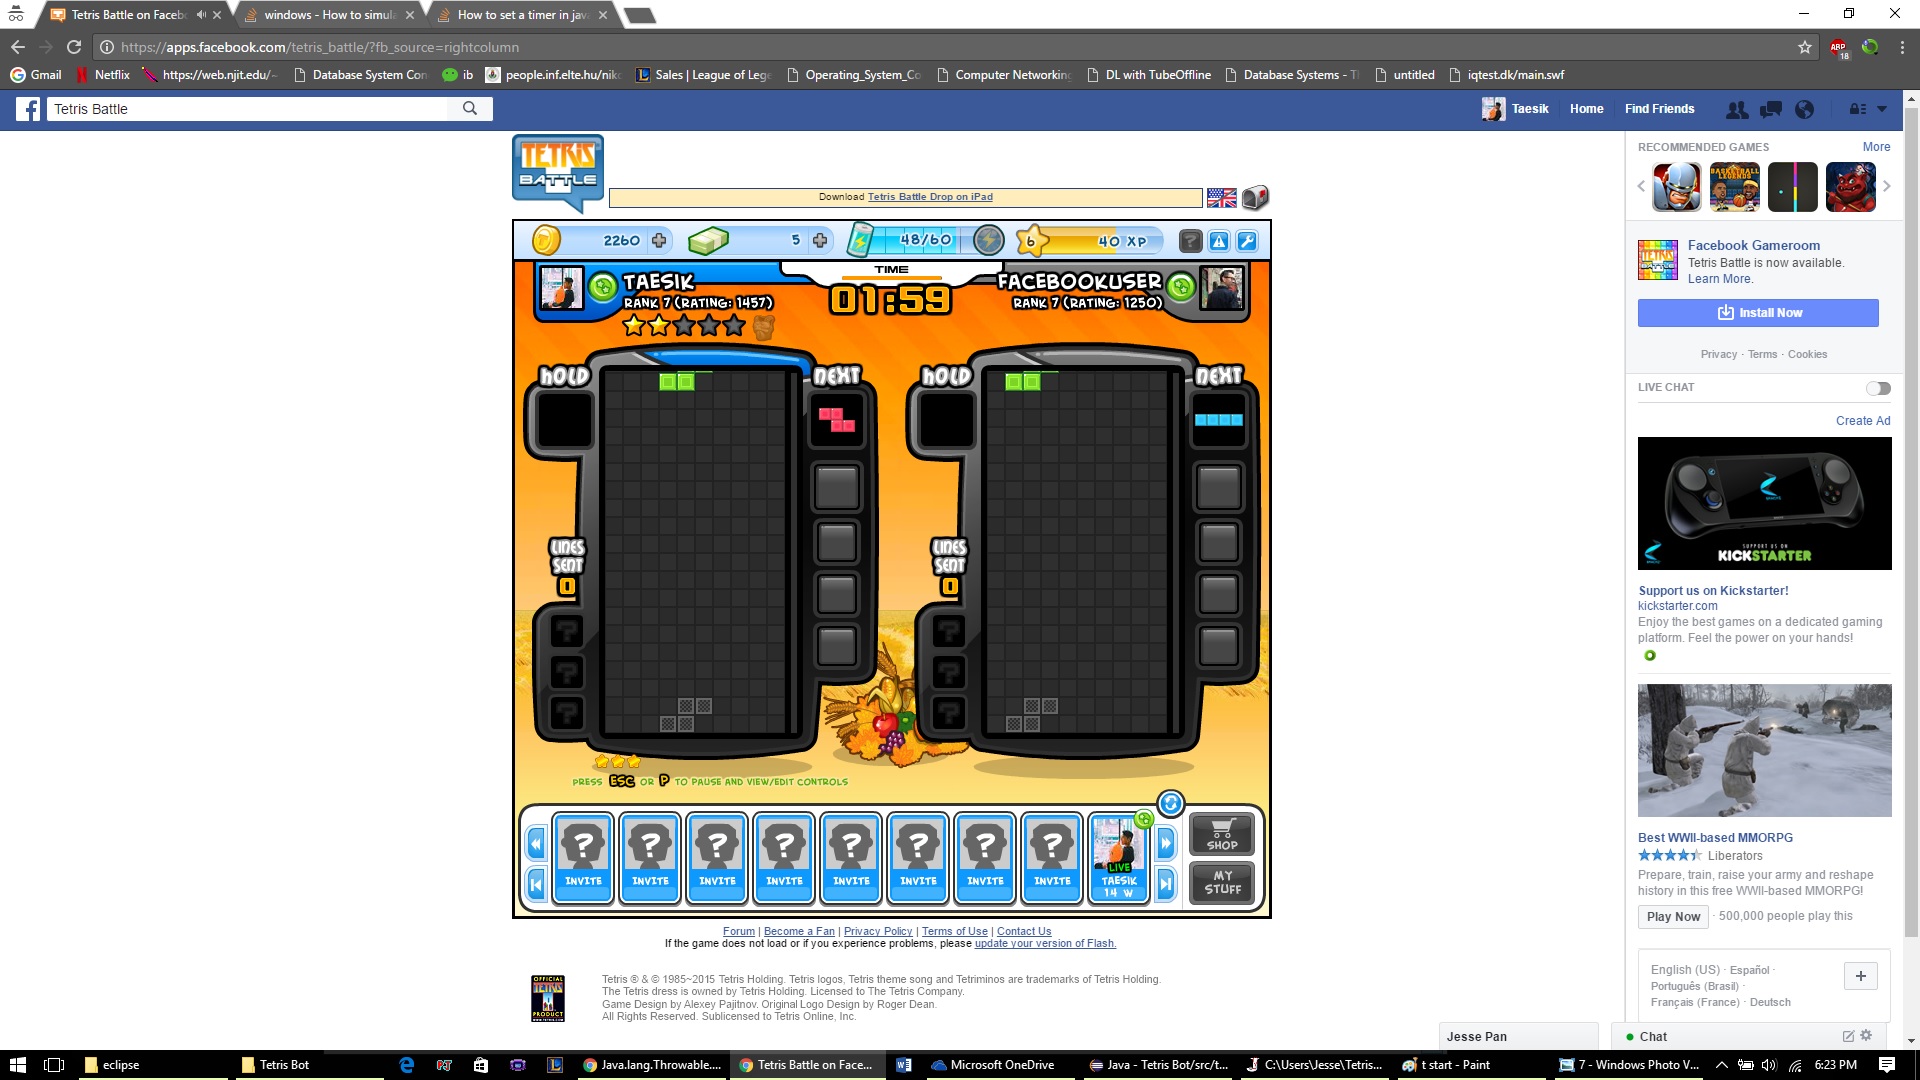 Tetris Battle on Faceb
windows - How to simula
How to set a timer in jav
https://apps.facebook.com/tetris_battle/?fb_source=rightcolumn
ABP
18
Gmail
Netflix
https://web.njit.edu/~
Database System Con
ib
people.inf.elte.hu/nik
Sales | League of Lege
Operating_System_Co
Computer Networking
DL with TubeOffline
Database Systems - T
untitled
iqtest.dk/main.swf
Tetris Battle
Taesik
Home
Find Friends
TETRIS
BATTLE
Download Tetris Battle Drop on iPad
2260
5
48/60
6
40 XP
TAESIK
RANK 7 (RATING: 1457)
TIME
01:59
FACEBOOKUSER
RANK 7 (RATING: 1250)
HOLD
NEXT
HOLD
NEXT
LINES
SENT
0
LINES
SENT
0
PRESS ESC OR P TO PAUSE AND VIEW/EDIT CONTROLS
INVITE
INVITE
INVITE
INVITE
INVITE
INVITE
INVITE
INVITE
LIVE
TAESIK
14 W
SHOP
MY
STUFF
Forum | Become a Fan | Privacy Policy | Terms of Use | Contact Us
If the game does not load or if you experience problems, please update your version of Flash.
OFFICIAL
TETRIS
PRODUCT
Tetris ® & © 1985~2015 Tetris Holding. Tetris logos, Tetris theme song and Tetriminos are trademarks of Tetris Holding.
The Tetris dress is owned by Tetris Holding. Licensed to The Tetris Company.
Game Design by Alexey Pajitnov. Original Logo Design by Roger Dean.
All Rights Reserved. Sublicensed to Tetris Online, Inc.
RECOMMENDED GAMES
More
BASKETBALL
LEGENDS
Facebook Gameroom
Tetris Battle is now available.
Learn More.
Install Now
Privacy · Terms · Cookies
LIVE CHAT
Create Ad
SUPPORT US ON
KICKSTARTER
Support us on Kickstarter!
kickstarter.com
Enjoy the best games on a dedicated gaming
platform. Feel the power on your hands!
Best WWII-based MMORPG
Liberators
Prepare, train, raise your army and reshape
history in this free WWII-based MMORPG!
Play Now · 500,000 people play this
English (US) · Español ·
Português (Brasil) ·
Français (France) · Deutsch
Jesse Pan
Chat
eclipse
Tetris Bot
Java.lang.Throwable....
Tetris Battle on Face...
Microsoft OneDrive
Java - Tetris Bot/src/t...
C:\Users\Jesse\Tetris...
t start - Paint
7 - Windows Photo V...
6:23 PM